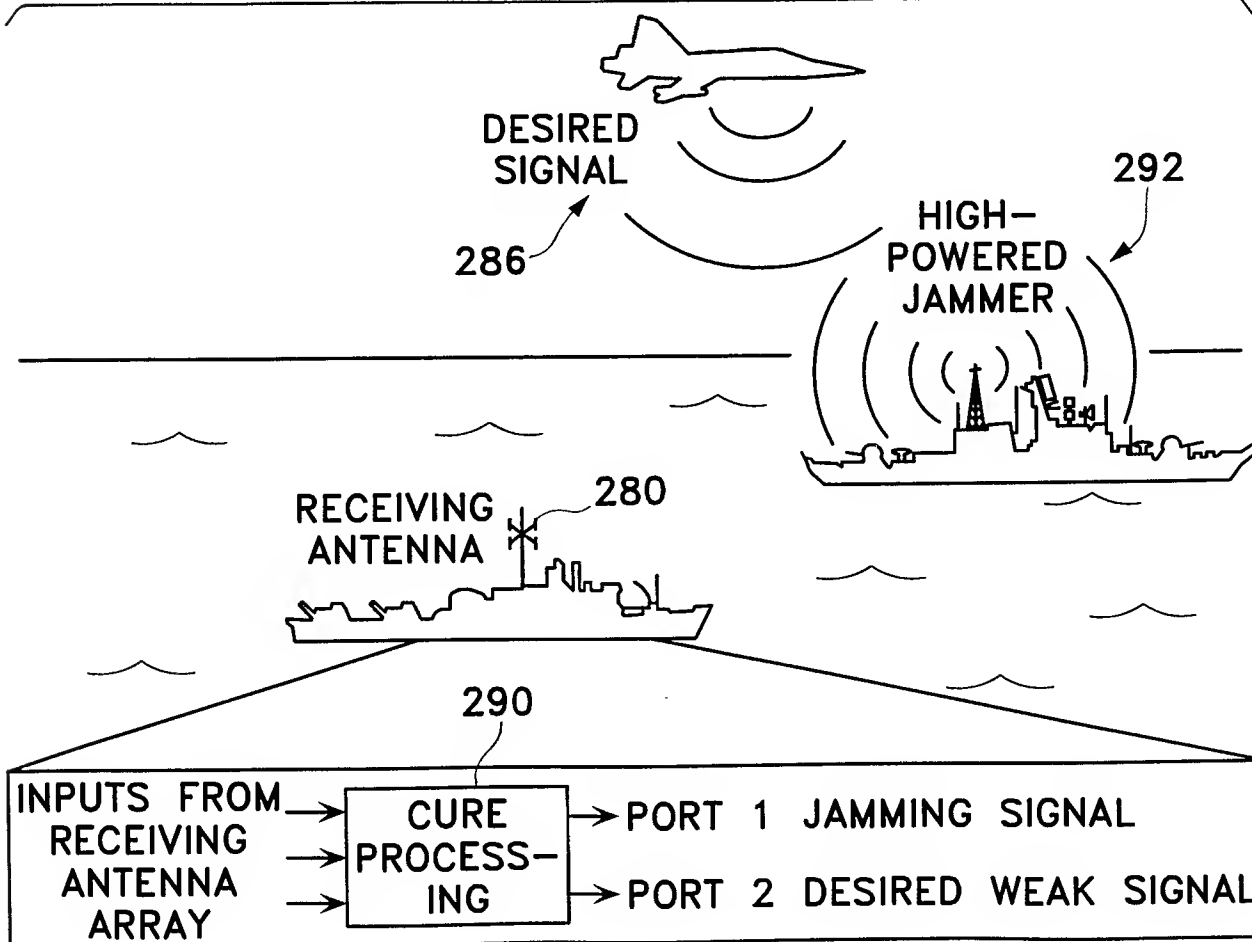 DESIRED
SIGNAL
286
292
HIGH-
POWERED
JAMMER
RECEIVING
ANTENNA
280
290
INPUTS FROM
RECEIVING
ANTENNA
ARRAY
CURE
PROCESS-
ING
PORT 1 JAMMING SIGNAL
PORT 2 DESIRED WEAK SIGNAL